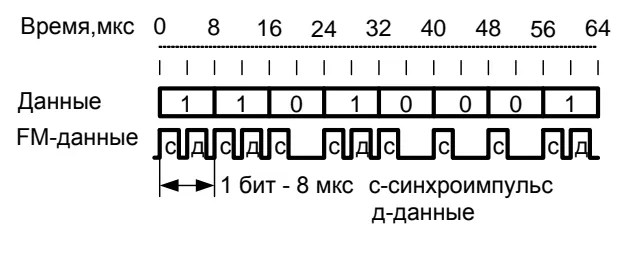 Время,мкс 0 8 16 24 32 40 48 56 64
Данные 1 1 0 1 0 0 0 1
FM-данные с д с д с с д с с с с д
1 бит - 8 мкс с-синхроимпульс
д-данные